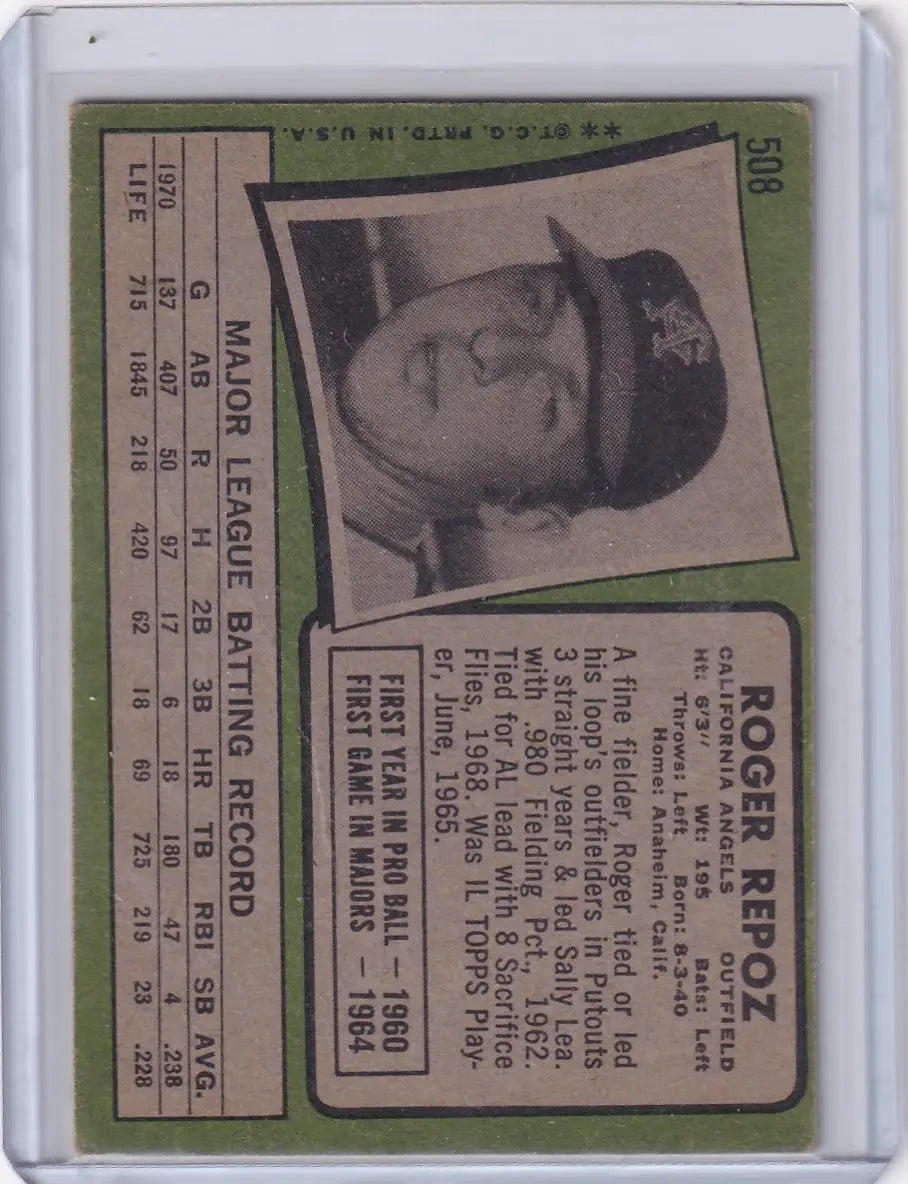 508
ROGER REPOZ
CALIFORNIA ANGELS OUTFIELD
Ht: 6'3" Wt: 195 Bats: Left
Throws: Left Born: 8-3-40
Home: Anaheim, Calif.
A fine fielder, Roger tied or led
his loop's outfielders in Putouts
3 straight years & led Sally Lea.
with .980 Fielding Pct., 1962.
Tied for AL lead with 8 Sacrifice
Flies, 1968. Was IL TOPPS Play-
er, June, 1965.
FIRST YEAR IN PRO BALL — 1960
FIRST GAME IN MAJORS — 1964
MAJOR LEAGUE BATTING RECORD
G AB R H 2B 3B HR TB RBI SB AVG.
1970 137 407 50 97 17 6 18 180 47 4 .238
LIFE 715 1845 218 420 62 18 69 725 219 23 .228
**©T.C.G. PRTD. IN U.S.A.
CA